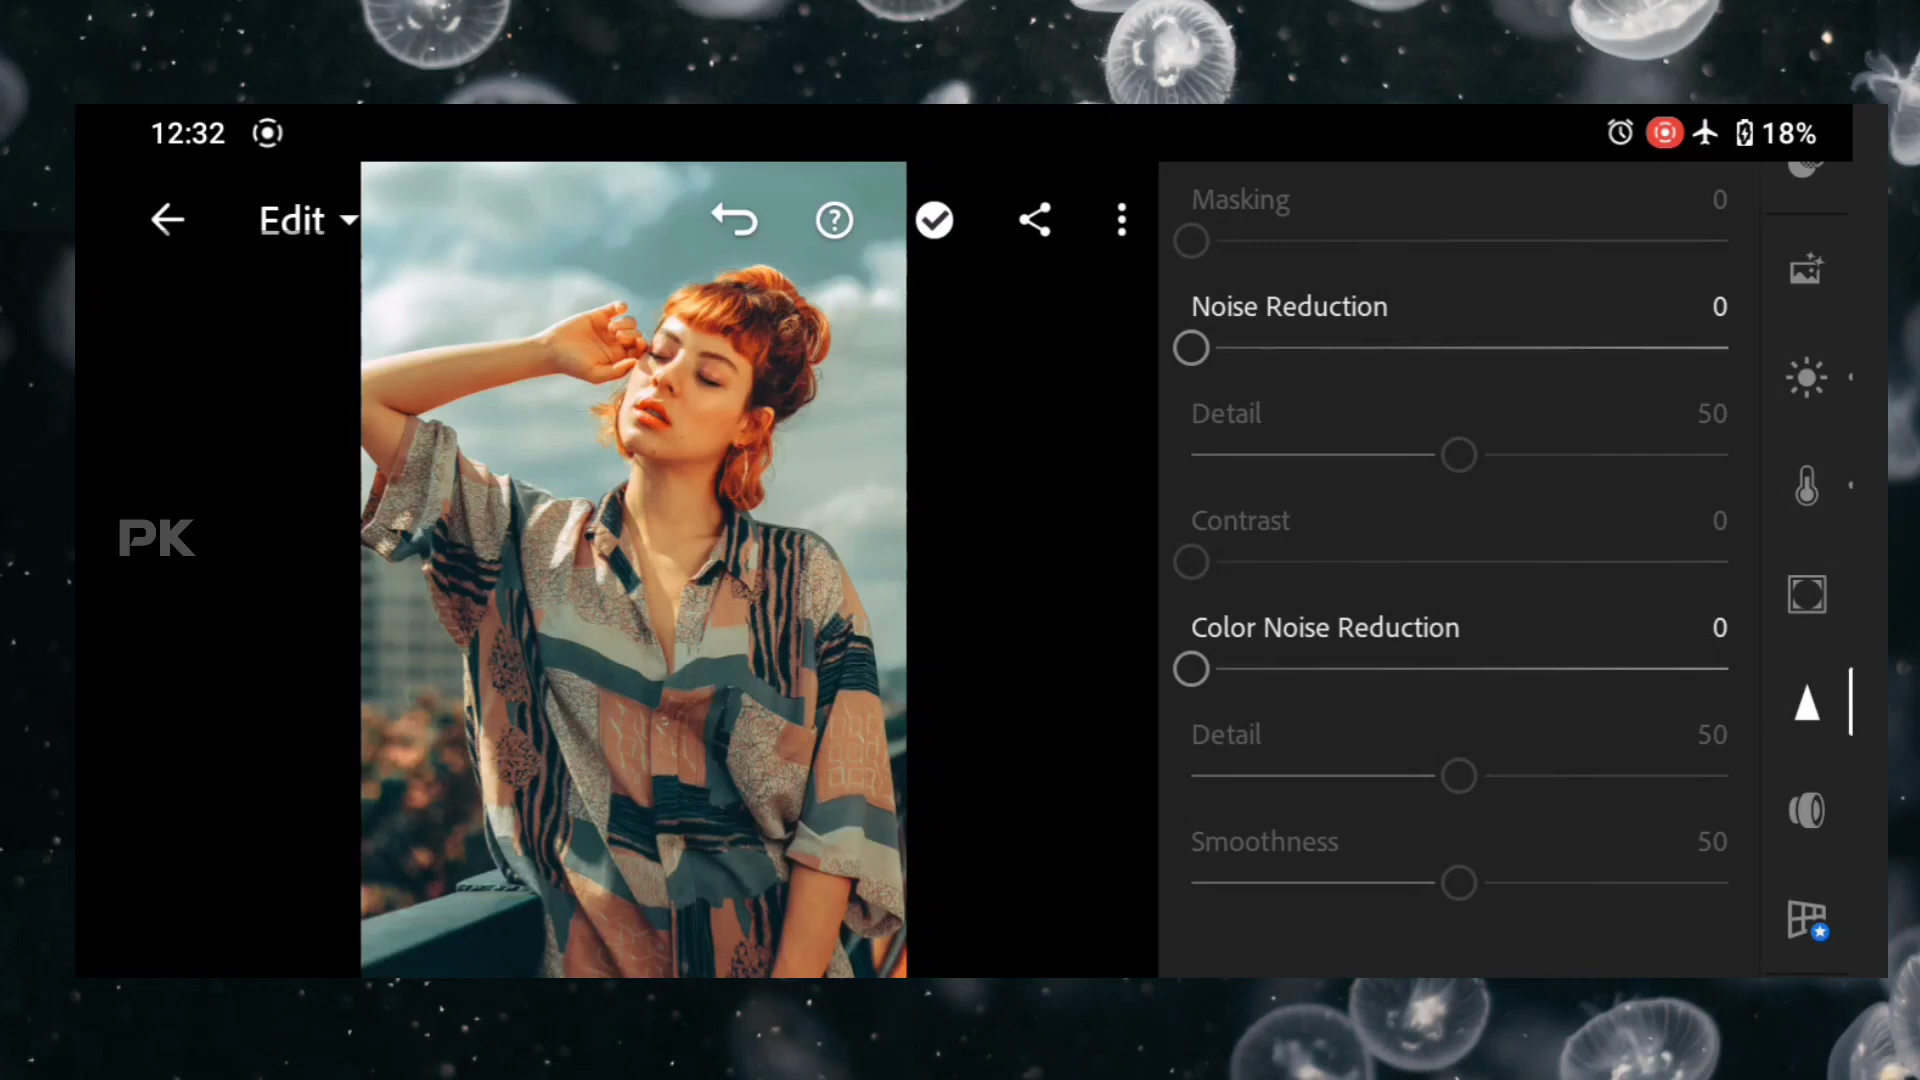 12:32
18%
Edit
Masking 0
Noise Reduction 0
Detail 50
Contrast 0
PK
Color Noise Reduction 0
Detail 50
Smoothness 50